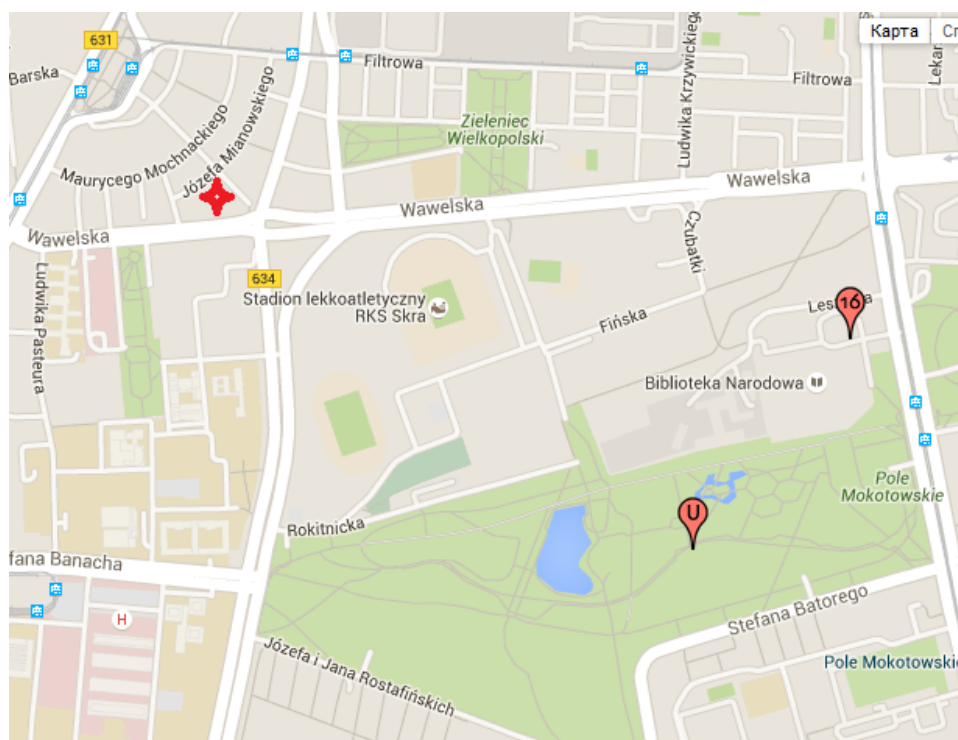 631
Barska
Filtrowa
Ludwika Krzywickiego
Карта
Filtrowa
Maurycego Mochnackiego
Józefa Mianowskiego
Zieleniec
Wielkopolski
Wawelska
Wawelska
Wawelska
Czubatki
634
Stadion lekkoatletyczny
RKS Skra
Ludwika Pasteura
Fińska
16
Biblioteka Narodowa
Pole
Mokotowskie
U
Rokitnicka
fana Banacha
H
Stefana Batorego
Józefa i Jana Rostafińskich
Pole Mokotowskie